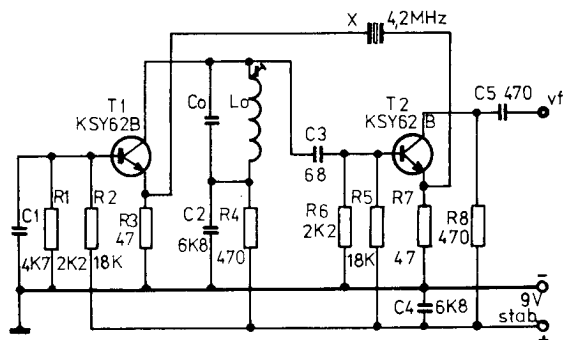 X 4,2MHz
T1
KSY62B
Co Lo
T2
KSY62 B
C5 470
vf
C3
68
C1
4K7
R1
2K2
R2
18K
R3
47
C2
6K8
R4
470
R6
2K2
R5
18K
R7
47
R8
470
C4 6K8
−
9V
stab
+